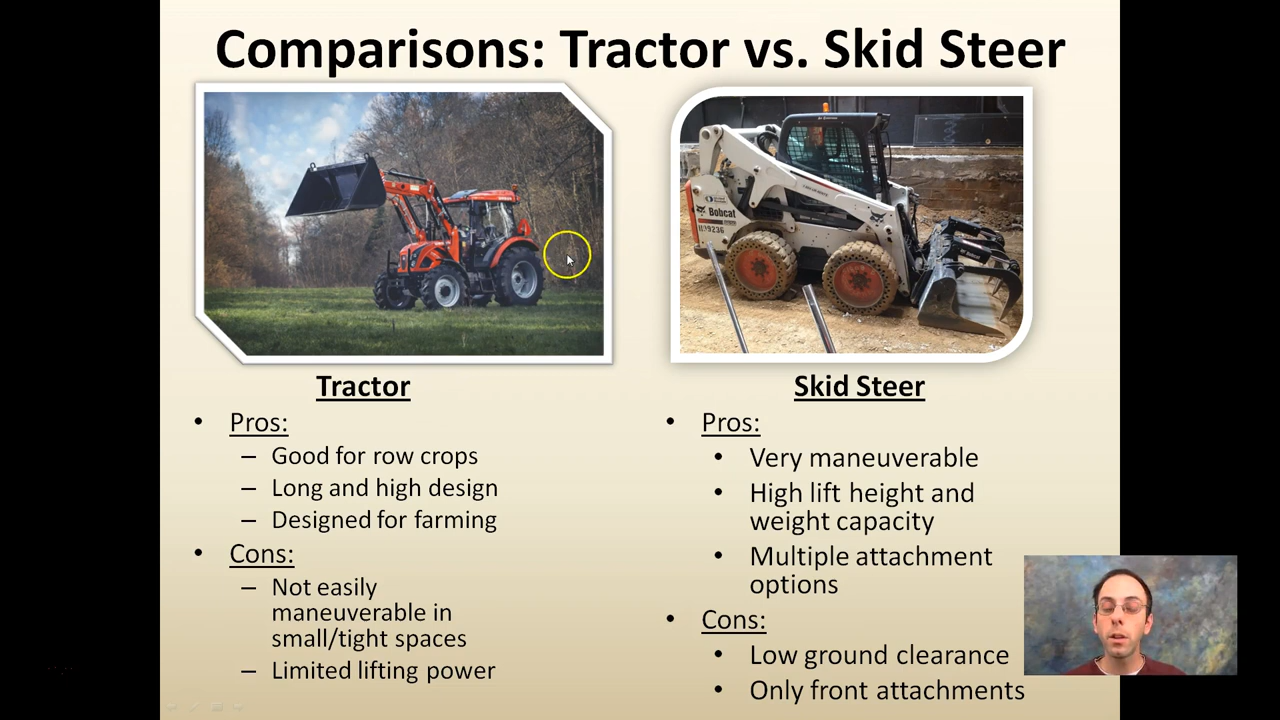 Comparisons: Tractor vs. Skid Steer
Bobcat
Tractor
• Pros:
– Good for row crops
– Long and high design
– Designed for farming
• Cons:
– Not easily
maneuverable in
small/tight spaces
– Limited lifting power
Skid Steer
• Pros:
• Very maneuverable
• High lift height and
weight capacity
• Multiple attachment
options
• Cons:
• Low ground clearance
• Only front attachments